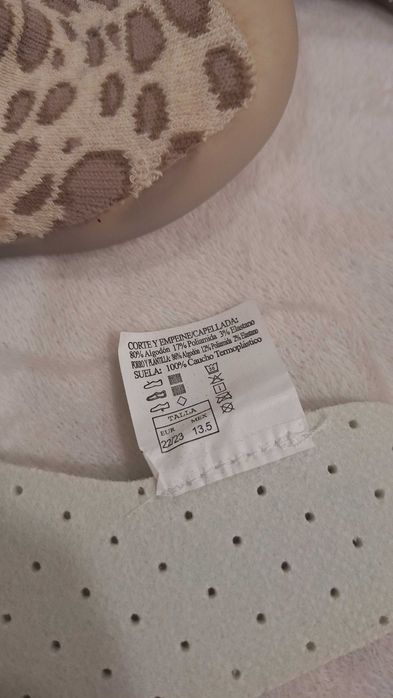 CORTE Y EMPEINE/CAPELLADA:
80% Algodón 17% Poliamida 3% Elastano
FORRO Y PLANTILLA: 86% Algodón 12% Poliamida 2% Elastano
SUELA: 100% Caucho Termoplástico
TALLA
EUR MEX
22/23 13.5